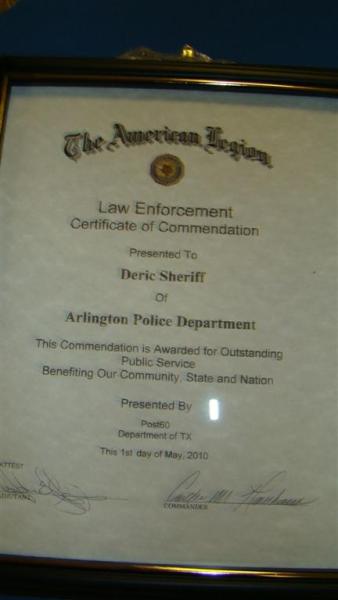 The American Legion
Law Enforcement
Certificate of Commendation
Presented To
Deric Sheriff
Of
Arlington Police Department
This Commendation is Awarded for Outstanding
Public Service
Benefiting Our Community, State and Nation
Presented By
Post60
Department of TX
This 1st day of May, 2010
ATTEST
ADJUTANT
COMMANDER